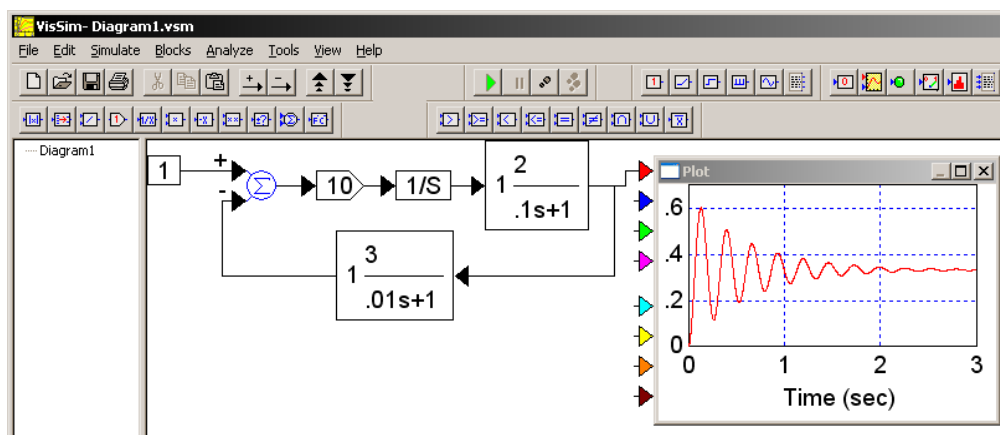 VisSim- Diagram1.vsm
File Edit Simulate Blocks Analyze Tools View Help
Diagram1
1
+
-
Σ
10
1/S
1 2
.1s+1
1 3
.01s+1
Plot
.6
.4
.2
0
0 1 2 3
Time (sec)